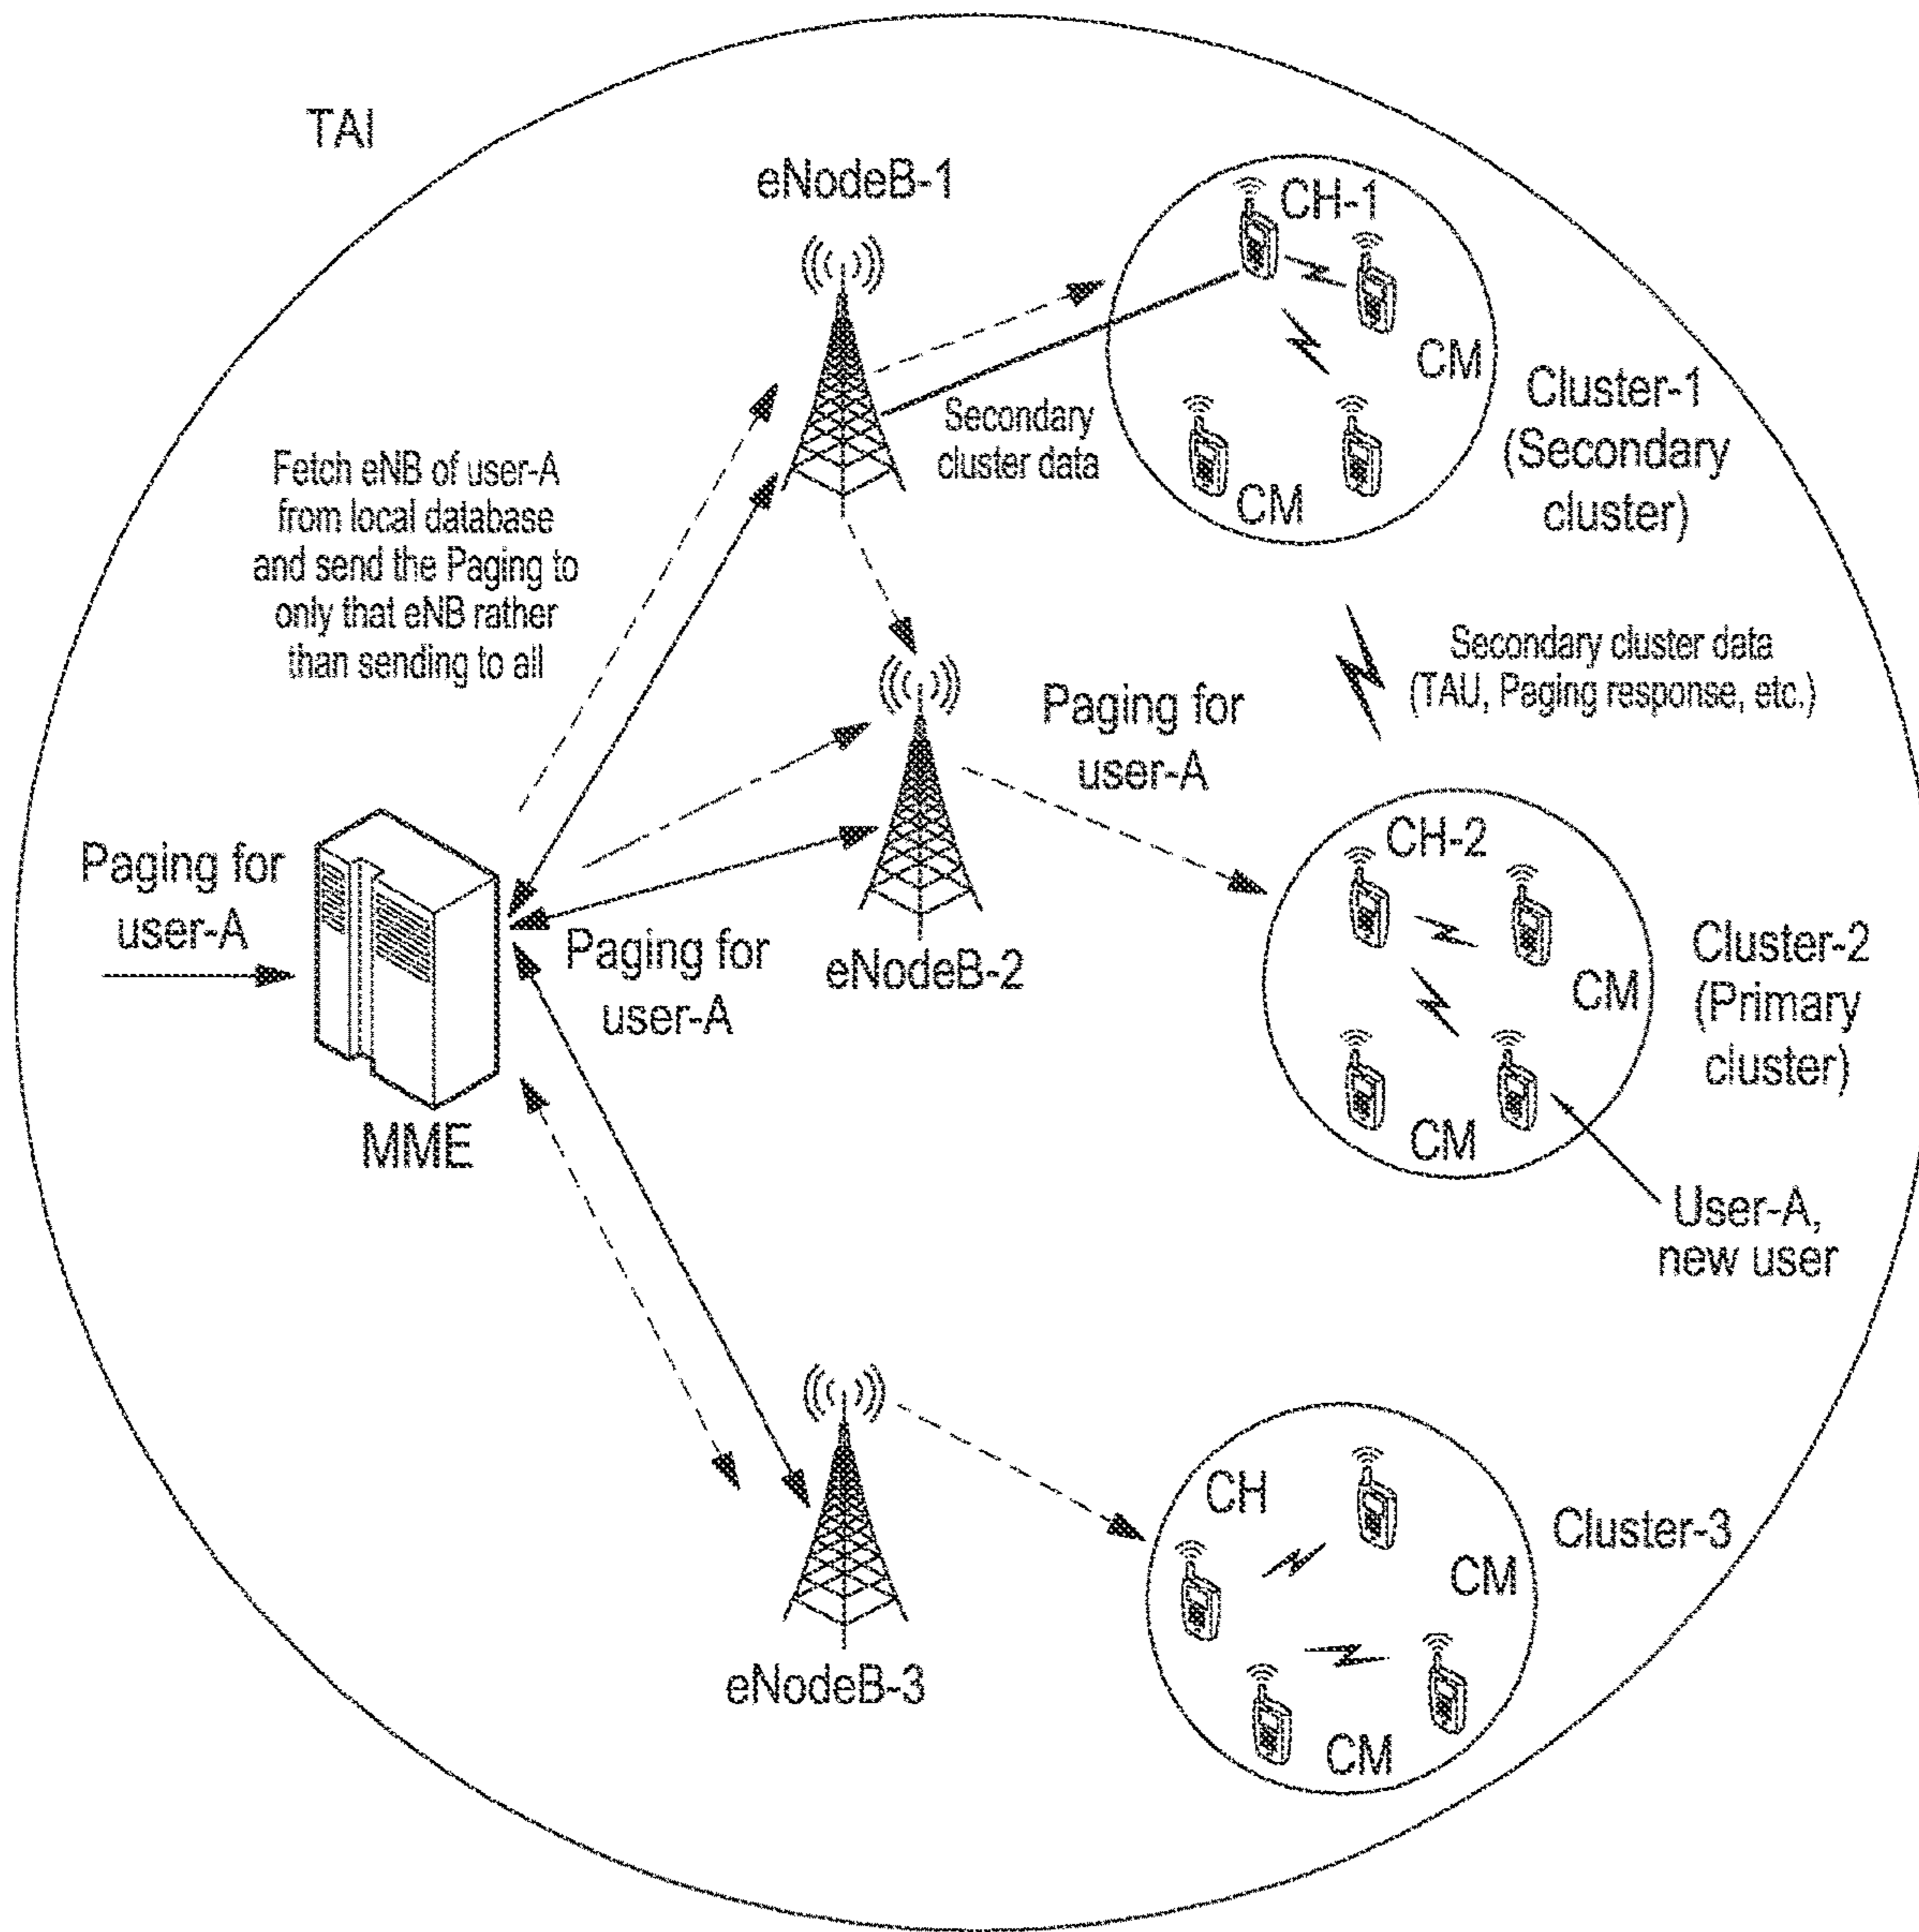 TAI
eNodeB-1
CH-1
CM
CM
Cluster-1
(Secondary
cluster)
Secondary
cluster data
Fetch eNB of user-A
from local database
and send the Paging to
only that eNB rather
than sending to all
Secondary cluster data
(TAU, Paging response, etc.)
Paging for
user-A
Paging for
user-A
MME
Paging for
user-A
eNodeB-2
CH-2
CM
CM
Cluster-2
(Primary
cluster)
User-A,
new user
eNodeB-3
CH
CM
CM
Cluster-3